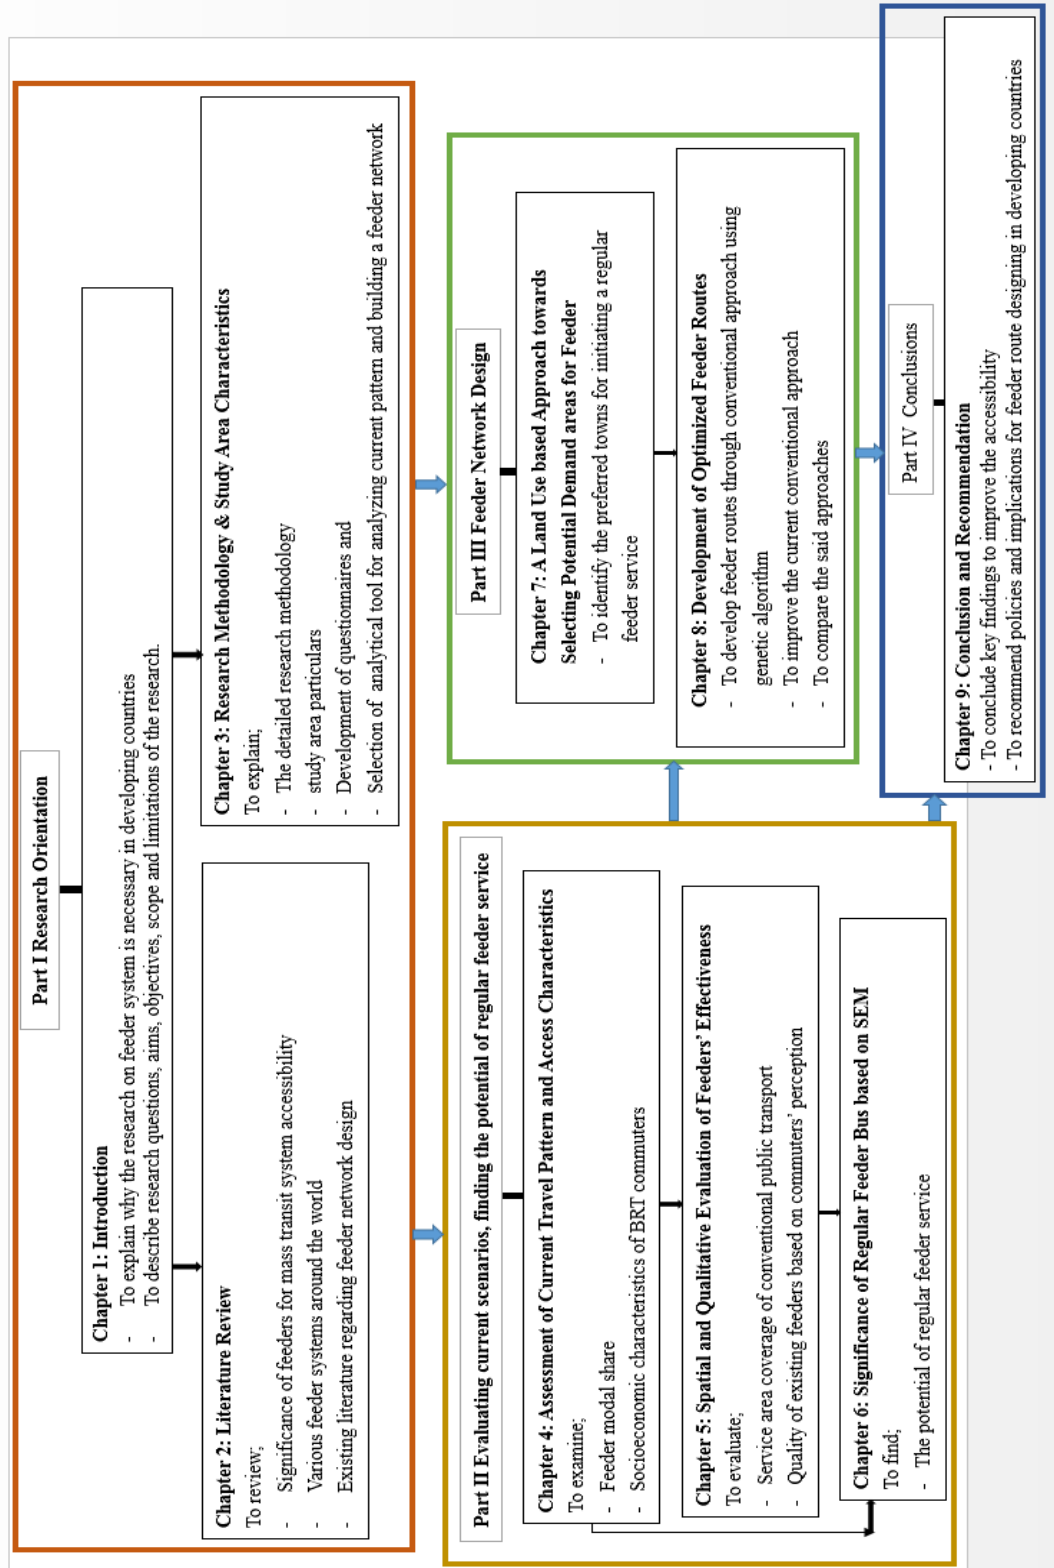 Part I Research Orientation
Chapter 1: Introduction
- To explain why the research on feeder system is necessary in developing countries
- To describe research questions, aims, objectives, scope and limitations of the research.
Chapter 2: Literature Review
To review;
- Significance of feeders for mass transit system accessibility
- Various feeder systems around the world
- Existing literature regarding feeder network design
Chapter 3: Research Methodology & Study Area Characteristics
To explain;
- The detailed research methodology
- study area particulars
- Development of questionnaires and
- Selection of analytical tool for analyzing current pattern and building a feeder network
Part II Evaluating current scenarios, finding the potential of regular feeder service
Chapter 4: Assessment of Current Travel Pattern and Access Characteristics
To examine;
- Feeder modal share
- Socioeconomic characteristics of BRT commuters
Chapter 5: Spatial and Qualitative Evaluation of Feeders' Effectiveness
To evaluate;
- Service area coverage of conventional public transport
- Quality of existing feeders based on commuters' perception
Chapter 6: Significance of Regular Feeder Bus based on SEM
To find;
- The potential of regular feeder service
Part III Feeder Network Design
Chapter 7: A Land Use based Approach towards
Selecting Potential Demand areas for Feeder
- To identify the preferred towns for initiating a regular
feeder service
Chapter 8: Development of Optimized Feeder Routes
- To develop feeder routes through conventional approach using
genetic algorithm
- To improve the current conventional approach
- To compare the said approaches
Part IV Conclusions
Chapter 9: Conclusion and Recommendation
- To conclude key findings to improve the accessibility
- To recommend policies and implications for feeder route designing in developing countries